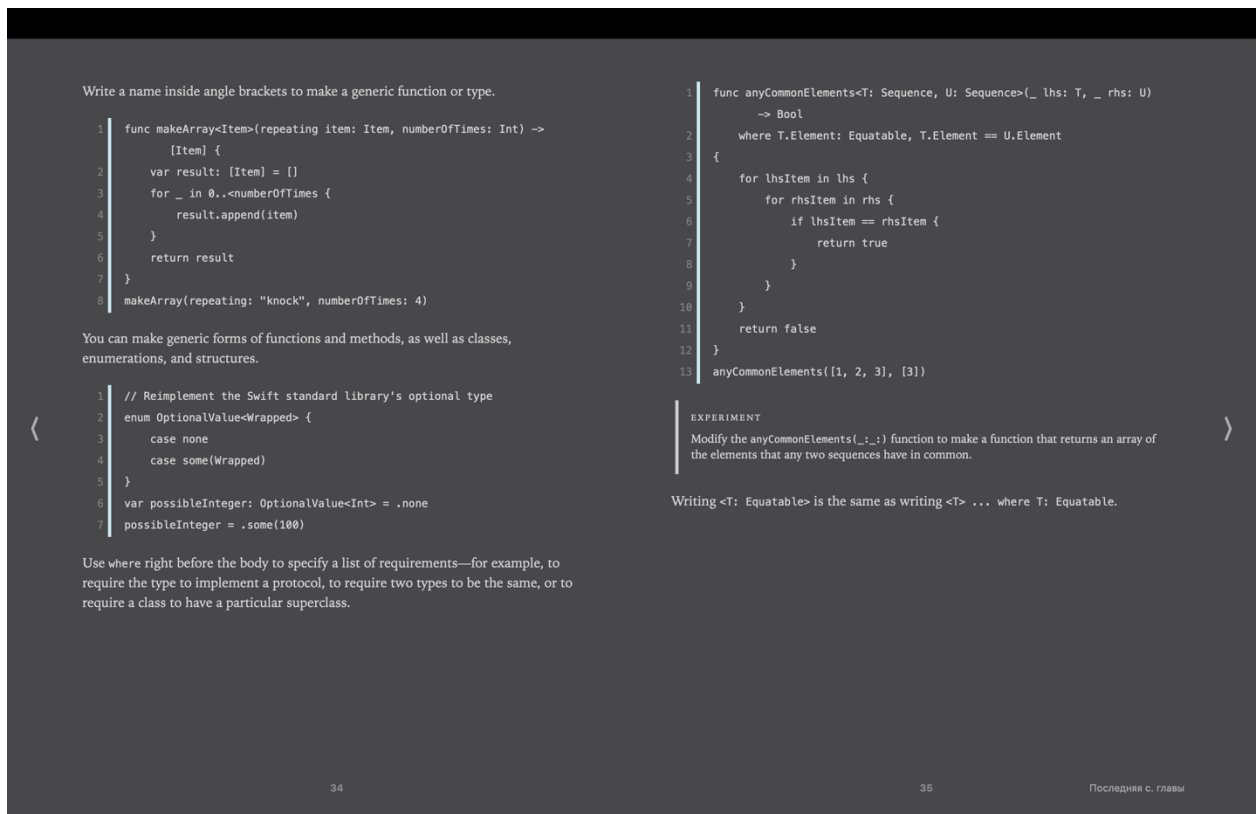 Write a name inside angle brackets to make a generic function or type.
1 func makeArray<Item>(repeating item: Item, numberOfTimes: Int) ->
[Item] {
2 var result: [Item] = []
3 for _ in 0..<numberOfTimes {
4 result.append(item)
5 }
6 return result
7 }
8 makeArray(repeating: "knock", numberOfTimes: 4)
You can make generic forms of functions and methods, as well as classes,
enumerations, and structures.
1 // Reimplement the Swift standard library's optional type
2 enum OptionalValue<Wrapped> {
3 case none
4 case some(Wrapped)
5 }
6 var possibleInteger: OptionalValue<Int> = .none
7 possibleInteger = .some(100)
Use where right before the body to specify a list of requirements—for example, to
require the type to implement a protocol, to require two types to be the same, or to
require a class to have a particular superclass.
34
1 func anyCommonElements<T: Sequence, U: Sequence>(_ lhs: T, _ rhs: U)
-> Bool
2 where T.Element: Equatable, T.Element == U.Element
3 {
4 for lhsItem in lhs {
5 for rhsItem in rhs {
6 if lhsItem == rhsItem {
7 return true
8 }
9 }
10 }
11 return false
12 }
13 anyCommonElements([1, 2, 3], [3])
EXPERIMENT
Modify the anyCommonElements(_:_:) function to make a function that returns an array of
the elements that any two sequences have in common.
Writing <T: Equatable> is the same as writing <T> ... where T: Equatable.
35
Последняя с. главы